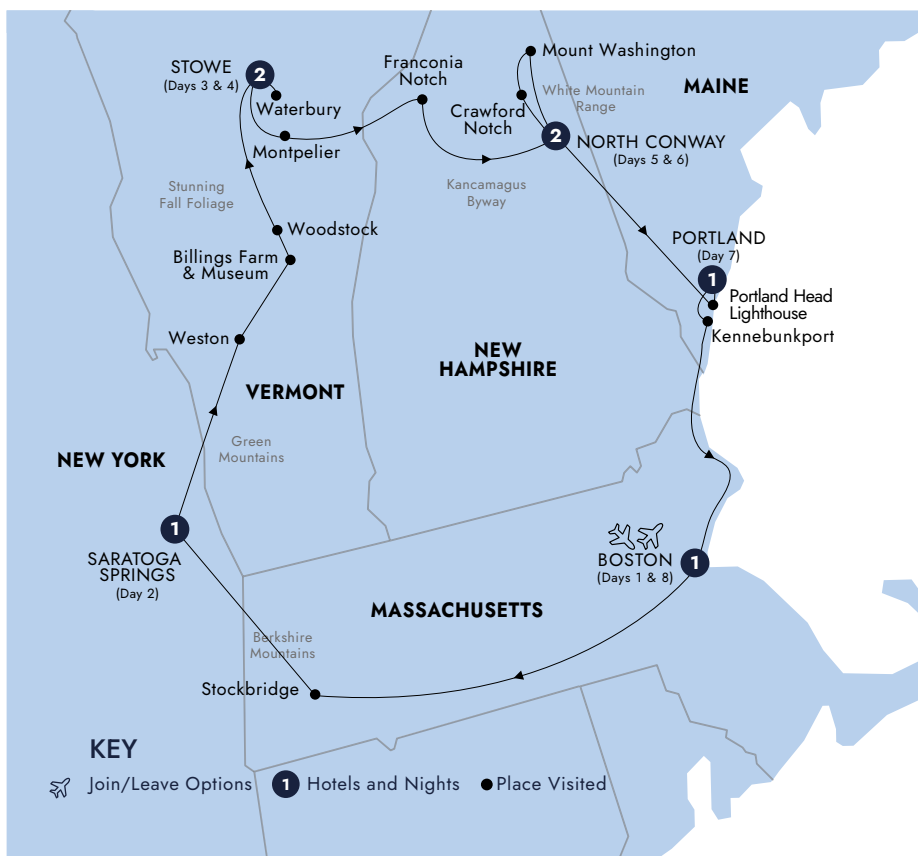 Mount Washington
Franconia
Notch
STOWE
(Days 3 & 4)
2
MAINE
White Mountain
Range
Waterbury
Crawford
Notch
Montpelier
2
NORTH CONWAY
(Days 5 & 6)
Stunning
Fall Foliage
Kancamagus
Byway
Woodstock
PORTLAND
(Day 7)
1
Billings Farm
& Museum
Portland Head
Lighthouse
Kennebunkport
Weston
NEW
HAMPSHIRE
VERMONT
Green
Mountains
NEW YORK
1
SARATOGA
SPRINGS
(Day 2)
BOSTON
(Days 1 & 8)
1
MASSACHUSETTS
Berkshire
Mountains
Stockbridge
KEY
Join/Leave Options
1 Hotels and Nights
Place Visited